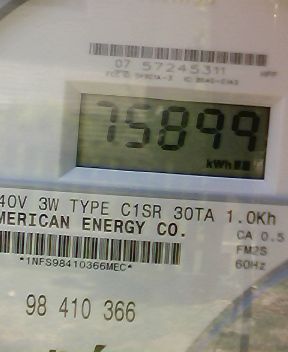 07 57245311
75899
kWh
40V 3W TYPE C1SR 30TA 1.0Kh
MERICAN ENERGY CO.
CA 0.5
FM2S
60Hz
*1NFS98410366MEC*
98 410 366